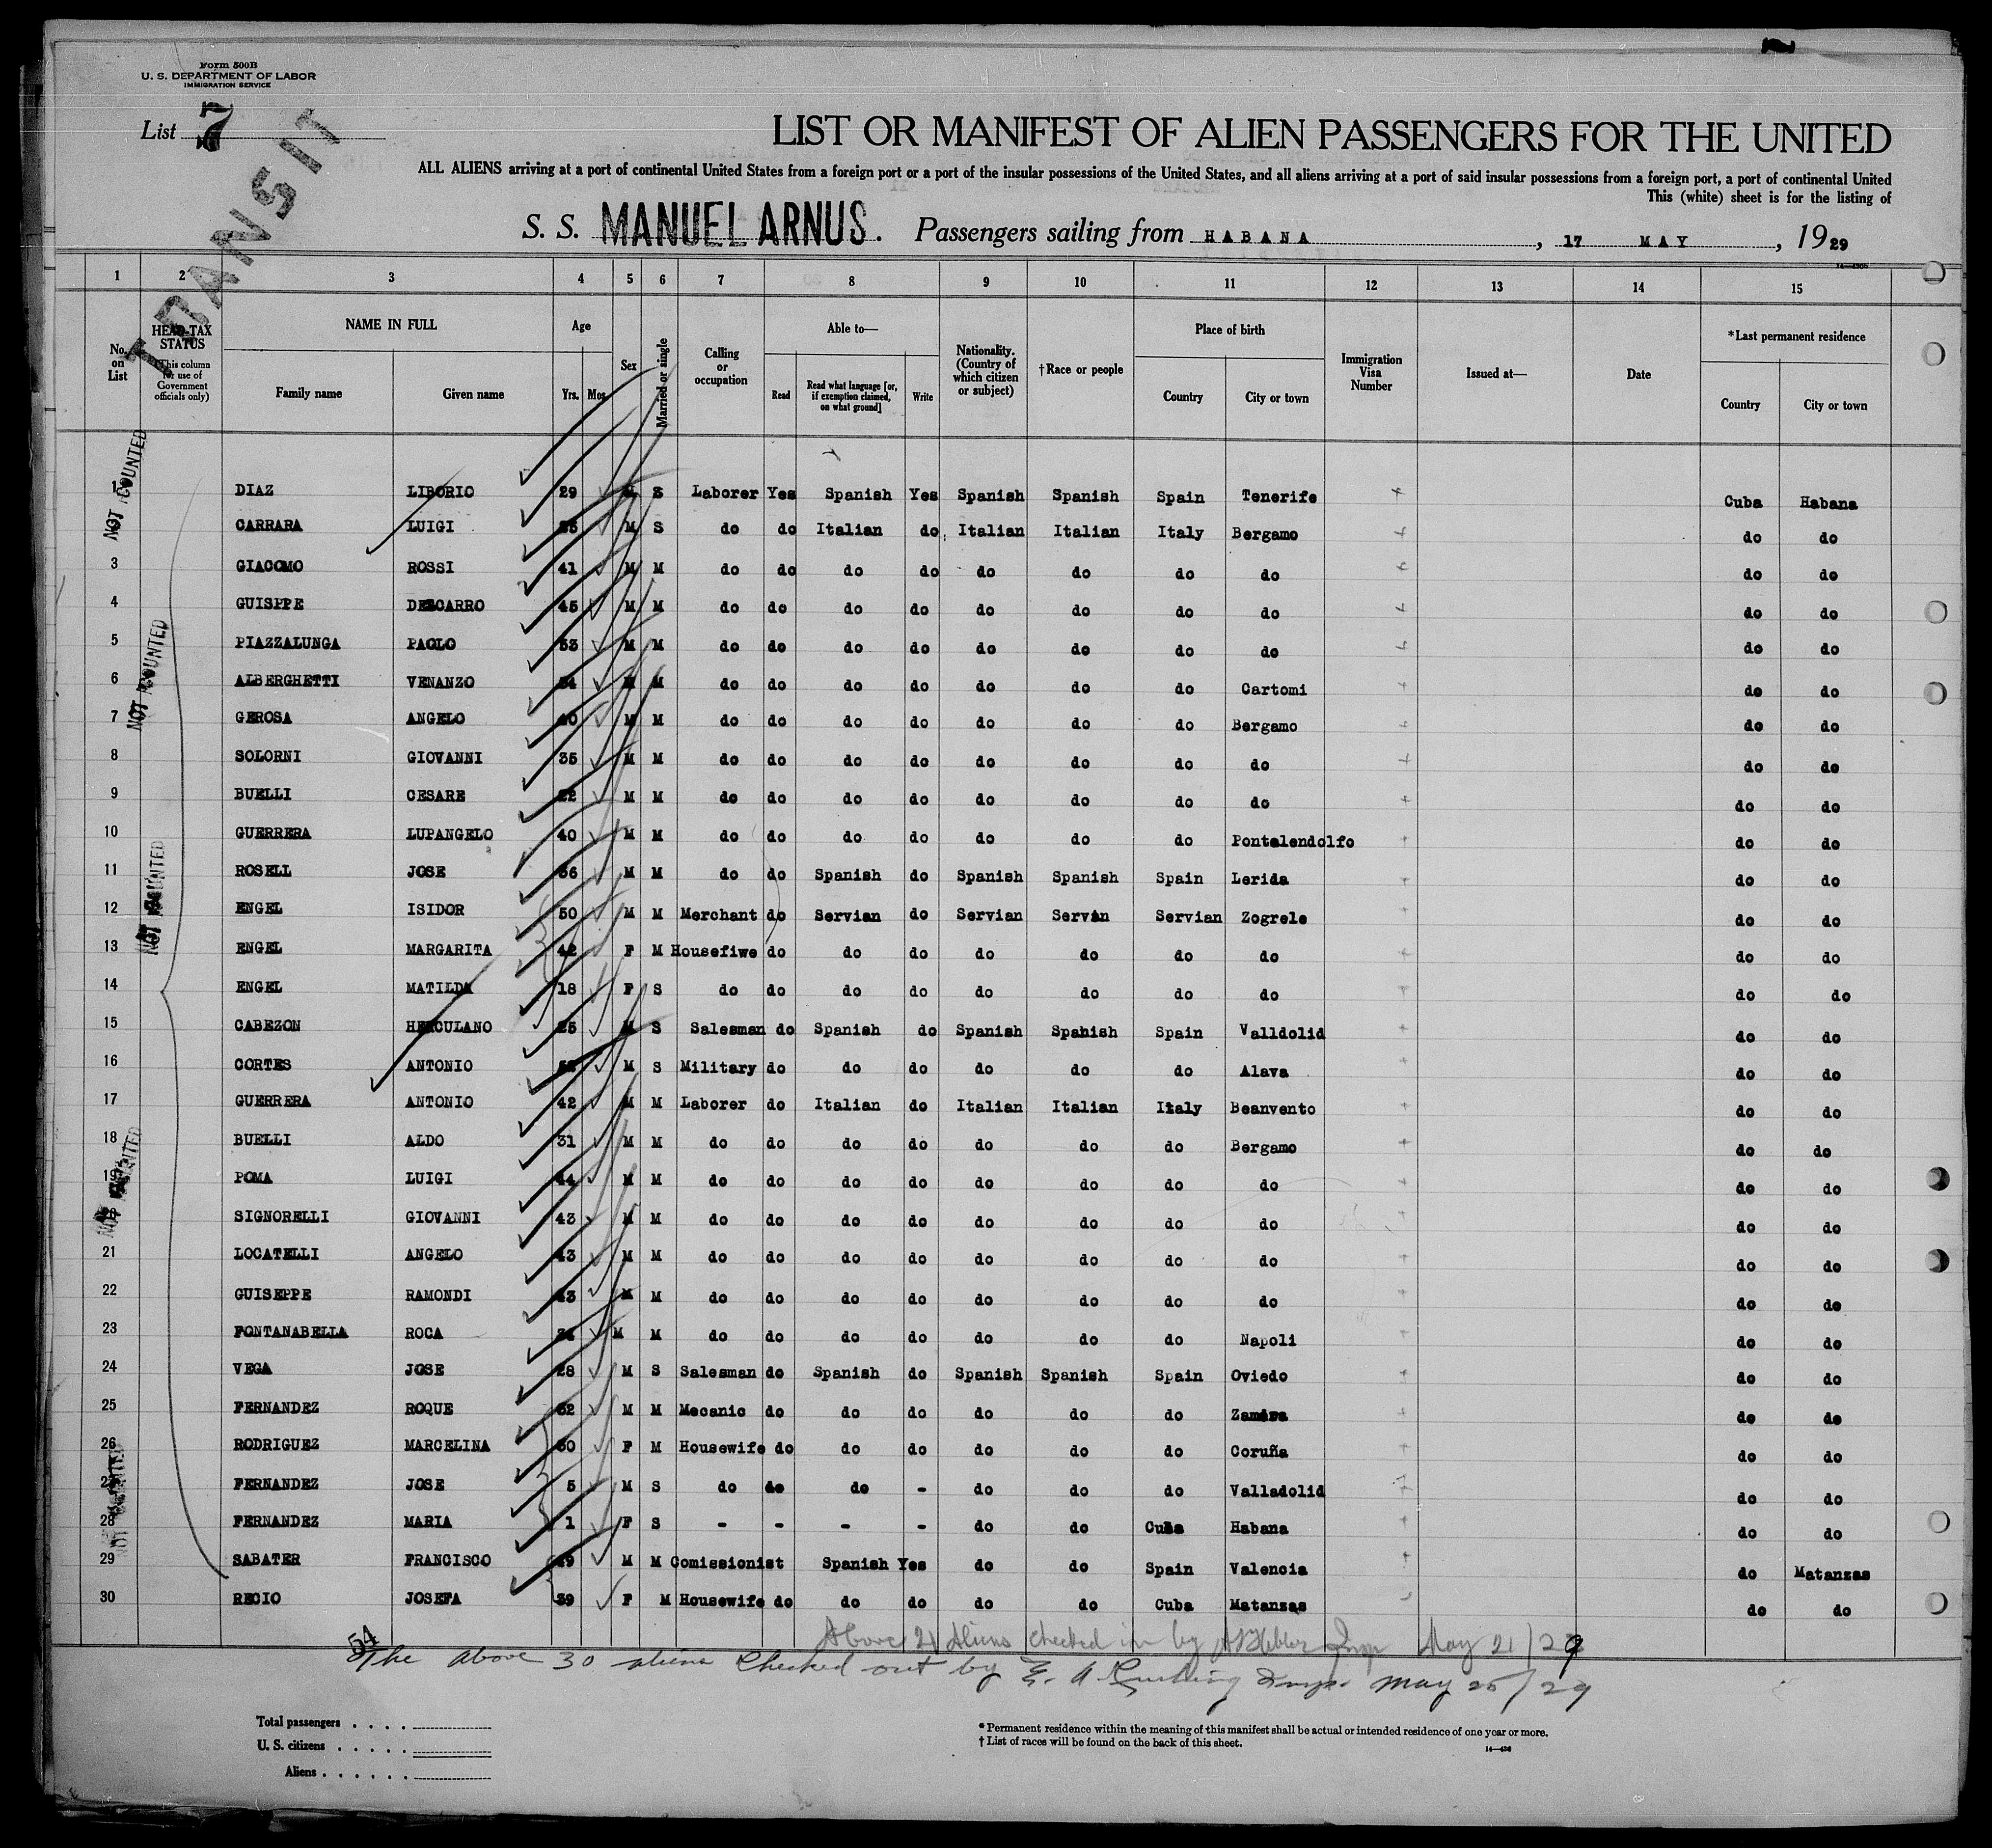 Form 500B
U. S. DEPARTMENT OF LABOR
IMMIGRATION SERVICE
List 7
TRANSIT
LIST OR MANIFEST OF ALIEN PASSENGERS FOR THE UNITED
ALL ALIENS arriving at a port of continental United States from a foreign port or a port of the insular possessions of the United States, and all aliens arriving at a port of said insular possessions from a foreign port, a port of continental United
This (white) sheet is for the listing of
S. S. MANUEL ARNUS. Passengers sailing from HABANA, 17 MAY, 1929
1 2 3 4 5 6 7 8 9 10 11 12 13 14 15
No. on List
HEAD-TAX STATUS (This column for use of Government officials only)
NAME IN FULL Family name Given name
Age Yrs. Mos.
Sex
Married or single
Calling or occupation
Able to— Read Read what language [or, if exemption claimed, on what ground] Write
Nationality. (Country of which citizen or subject)
†Race or people
Place of birth Country City or town
Immigration Visa Number
Issued at—
Date
*Last permanent residence Country City or town
NOT COUNTED
1 DIAZ LIBORIO 29 M S Laborer Yes Spanish Yes Spanish Spanish Spain Tenerife Cuba Habana
CARRARA LUIGI M S do do Italian do Italian Italian Italy Bergamo do do
3 GIACOMO ROSSI 41 M M do do do do do do do do do do
4 GUISPPE DESCARRO 45 M M do do do do do do do do do do
5 PIAZZALUNGA PAOLO 53 M M do do do do do do do do do do
NOT COUNTED
6 ALBERGHETTI VENANZO M M do do do do do do do Cartomi do do
7 GEROSA ANGELO 40 M M do do do do do do do Bergamo do do
8 SOLORNI GIOVANNI 35 M M do do do do do do do do do do
9 BUELLI CESARE M M do do do do do do do do do do
10 GUERRERA LUPANGELO 40 M M do do do do do do do Pontelendolfo do do
11 ROSELL JOSE 56 M M do do Spanish do Spanish Spanish Spain Lerida do do
12 ENGEL ISIDOR 50 M M Merchant do Servian do Servian Servin Servian Zogrele do do
13 ENGEL MARGARITA 42 F M Housefiwe do do do do do do do do do
14 ENGEL MATILDA 18 F S do do do do do do do do do do
15 CABEZON HERCULANO 25 M S Salesman do Spanish do Spanish Spanish Spain Valldolid do do
16 CORTES ANTONIO M S Military do do do do do do Alava do do
17 GUERRERA ANTONIO 42 M M Laborer do Italian do Italian Italian Italy Beanvento do do
18 BUELLI ALDO 31 M M do do do do do do do Bergamo do do
19 POMA LUIGI 44 M M do do do do do do do do do do
SIGNORELLI GIOVANNI 43 M M do do do do do do do do do do
21 LOCATELLI ANGELO 43 M M do do do do do do do do do do
22 GUISEPPE RAMONDI 43 M M do do do do do do do do do do
23 FONTANABELLA ROCA M M do do do do do do do Napoli do do
24 VEGA JOSE 28 M S Salesman do Spanish do Spanish Spanish Spain Oviedo do do
25 FERNANDEZ ROQUE M M Mecanic do do do do do do do do
26 RODRIGUEZ MARCELINA 30 F M Housewife do do do do do do Coruña do do
27 FERNANDEZ JOSE 5 M S do do do - do do do Valladolid do do
28 FERNANDEZ MARIA 1 F S - - - - do do Cuba Habana do do
29 SABATER FRANCISCO M M Comissionist Spanish Yes do do Spain Valencia do Matanzas
30 RECIO JOSEFA 39 F M Housewife do do do do do Cuba Matanzas do do
Above 21 Aliens checked in by Insp May 21/29
54
The above 30 aliens checked out by E. A. Insp. May 25/29
Total passengers . . . .
U. S. citizens . . . . .
Aliens . . . . . .
* Permanent residence within the meaning of this manifest shall be actual or intended residence of one year or more.
† List of races will be found on the back of this sheet.
14—436